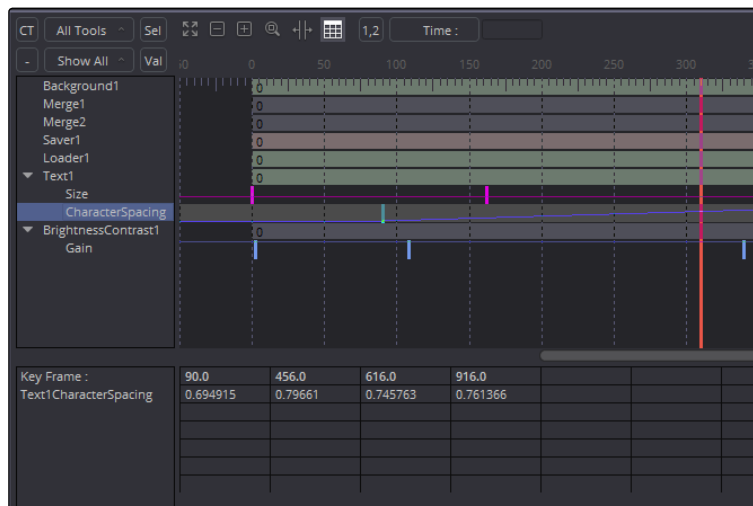 CT All Tools Sel 1,2 Time :
- Show All Val
50 0 50 100 150 200 250 300
Background1 0
Merge1 0
Merge2 0
Saver1 0
Loader1 0
Text1 0
Size
CharacterSpacing
BrightnessContrast1 0
Gain
Key Frame : 90.0 456.0 616.0 916.0
Text1CharacterSpacing 0.694915 0.79661 0.745763 0.761366